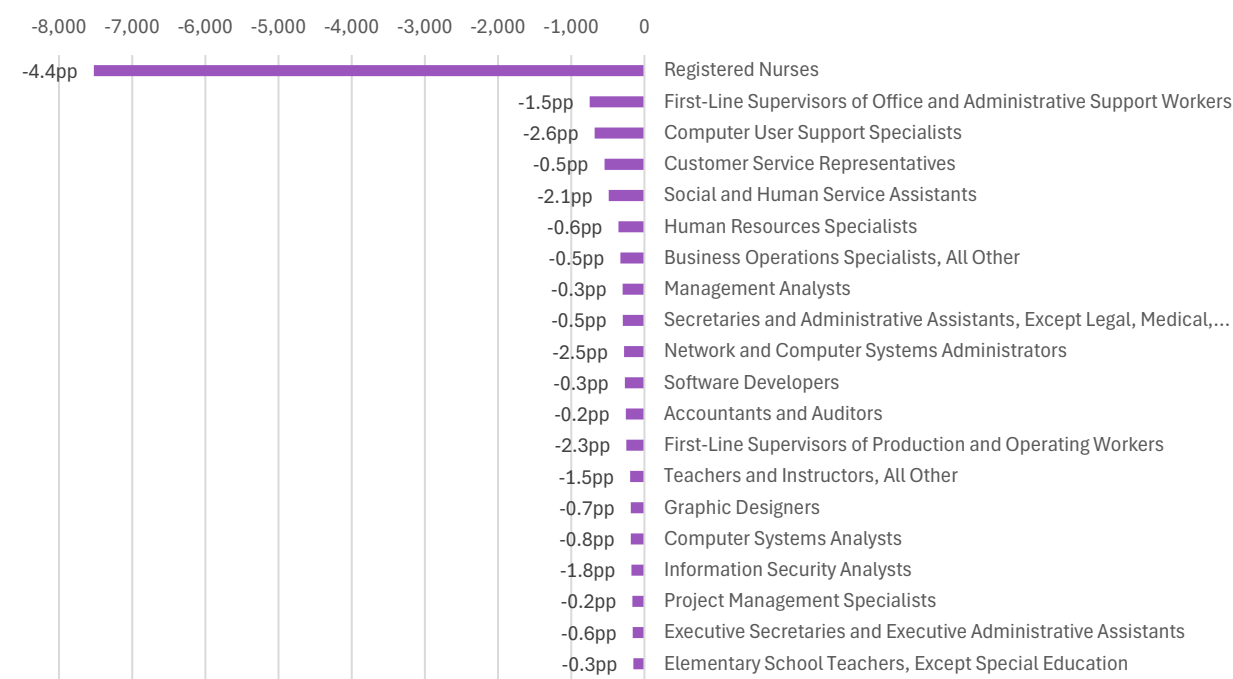 -8,000 -7,000 -6,000 -5,000 -4,000 -3,000 -2,000 -1,000 0
-4.4pp Registered Nurses
-1.5pp First-Line Supervisors of Office and Administrative Support Workers
-2.6pp Computer User Support Specialists
-0.5pp Customer Service Representatives
-2.1pp Social and Human Service Assistants
-0.6pp Human Resources Specialists
-0.5pp Business Operations Specialists, All Other
-0.3pp Management Analysts
-0.5pp Secretaries and Administrative Assistants, Except Legal, Medical,...
-2.5pp Network and Computer Systems Administrators
-0.3pp Software Developers
-0.2pp Accountants and Auditors
-2.3pp First-Line Supervisors of Production and Operating Workers
-1.5pp Teachers and Instructors, All Other
-0.7pp Graphic Designers
-0.8pp Computer Systems Analysts
-1.8pp Information Security Analysts
-0.2pp Project Management Specialists
-0.6pp Executive Secretaries and Executive Administrative Assistants
-0.3pp Elementary School Teachers, Except Special Education